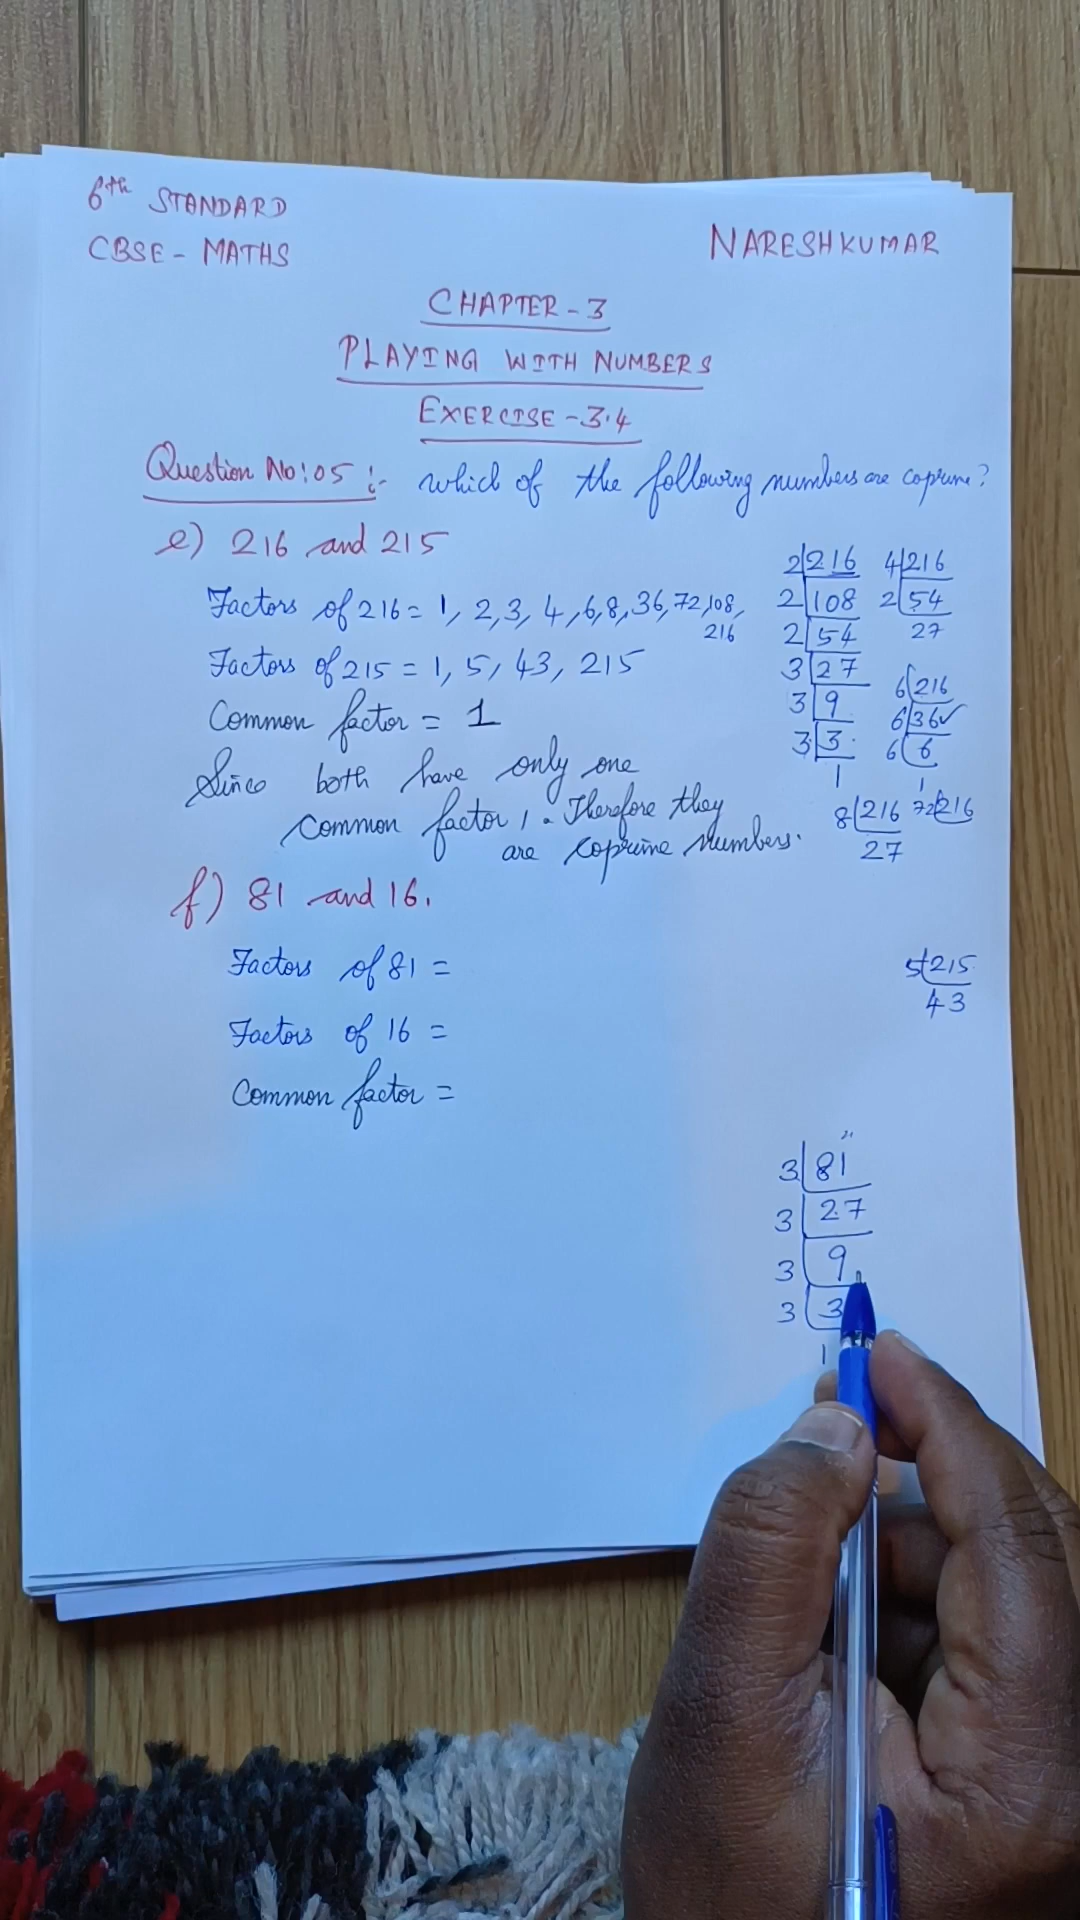 6th STANDARD
CBSE - MATHS
NARESHKUMAR
CHAPTER - 3
PLAYING WITH NUMBERS
EXERCISE - 3.4
Question No: 05 :- which of the following numbers are coprime?
e) 216 and 215
Factors of 216 = 1, 2, 3, 4, 6, 8, 36, 72, 108,
216
Factors of 215 = 1, 5, 43, 215
Common factor = 1
Since both have only one
common factor 1. Therefore they
are coprime numbers.
2 216
2 108
2 54
3 27
3 9
3 3
1
4 216
2 54
27
6 216
6 36 ✓
6 6
1
8 216
27
72 216
f) 81 and 16.
Factors of 81 =
Factors of 16 =
Common factor =
5 215
43
3 81
3 27
3 9
3 3
1